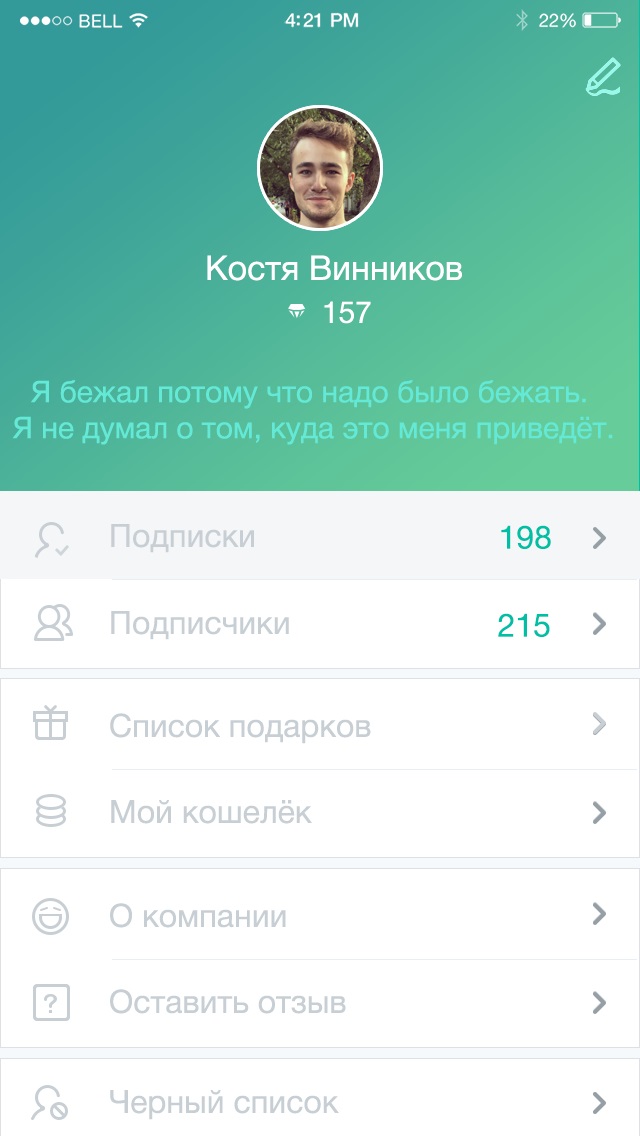 BELL 4:21 PM 22%
Костя Винников
157
Я бежал потому что надо было бежать.
Я не думал о том, куда это меня приведёт.
Подписки 198
Подписчики 215
Список подарков
Мой кошелёк
О компании
? Оставить отзыв
Черный список